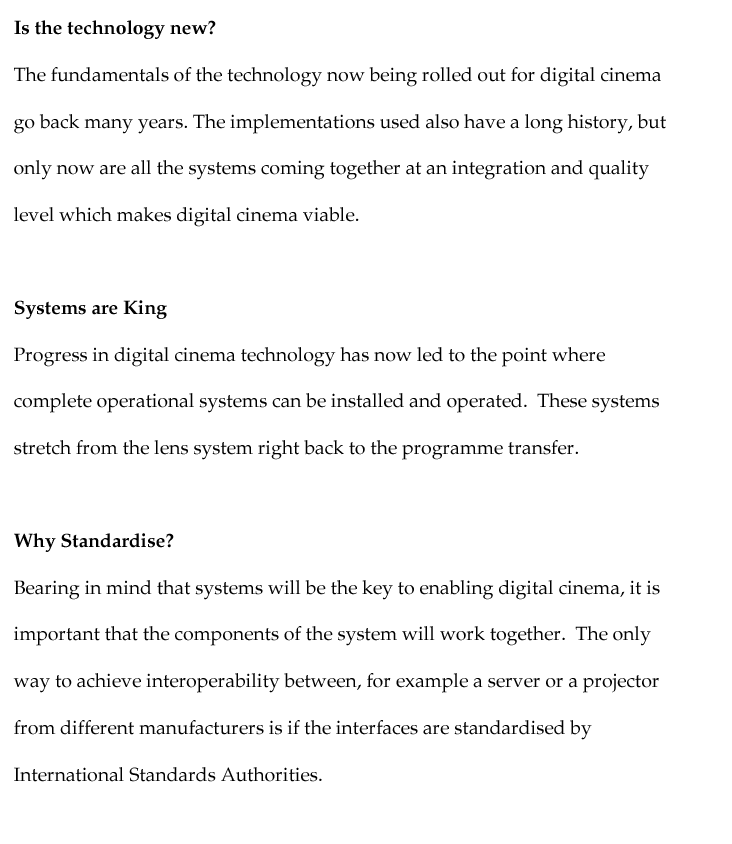 Is the technology new?
The fundamentals of the technology now being rolled out for digital cinema
go back many years. The implementations used also have a long history, but
only now are all the systems coming together at an integration and quality
level which makes digital cinema viable.
Systems are King
Progress in digital cinema technology has now led to the point where
complete operational systems can be installed and operated.  These systems
stretch from the lens system right back to the programme transfer.
Why Standardise?
Bearing in mind that systems will be the key to enabling digital cinema, it is
important that the components of the system will work together.  The only
way to achieve interoperability between, for example a server or a projector
from different manufacturers is if the interfaces are standardised by
International Standards Authorities.